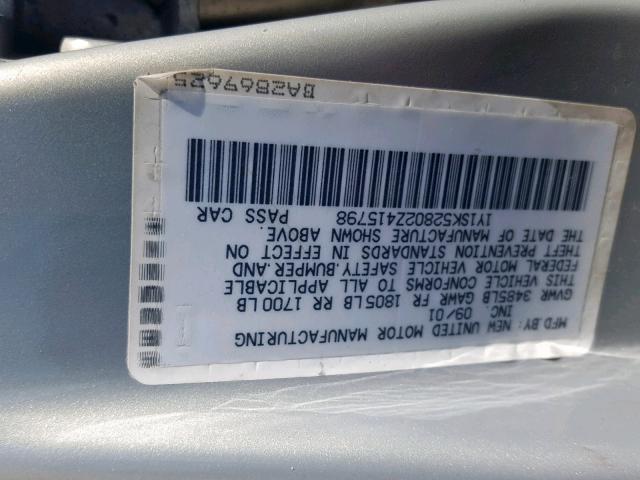 MFD.BY: NEW UNITED MOTOR MANUFACTURING
INC. 09/01
GVWR 3485LB GAWR FR 1805LB RR 1700LB
THIS VEHICLE CONFORMS TO ALL APPLICABLE
FEDERAL MOTOR VEHICLE SAFETY.BUMPER.AND
THEFT PREVENTION STANDARDS IN EFFECT ON
THE DATE OF MANUFACTURE SHOWN ABOVE.
1Y1SK52802Z415798 PASS CAR
BA2869625